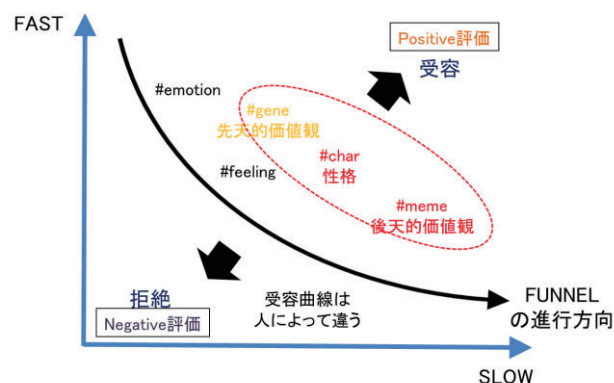 FAST
Positive評価
受容
#emotion
#gene
先天的価値観
#char
性格
#feeling
#meme
後天的価値観
拒絶
Negative評価
受容曲線は
人によって違う
FUNNEL
の進行方向
SLOW